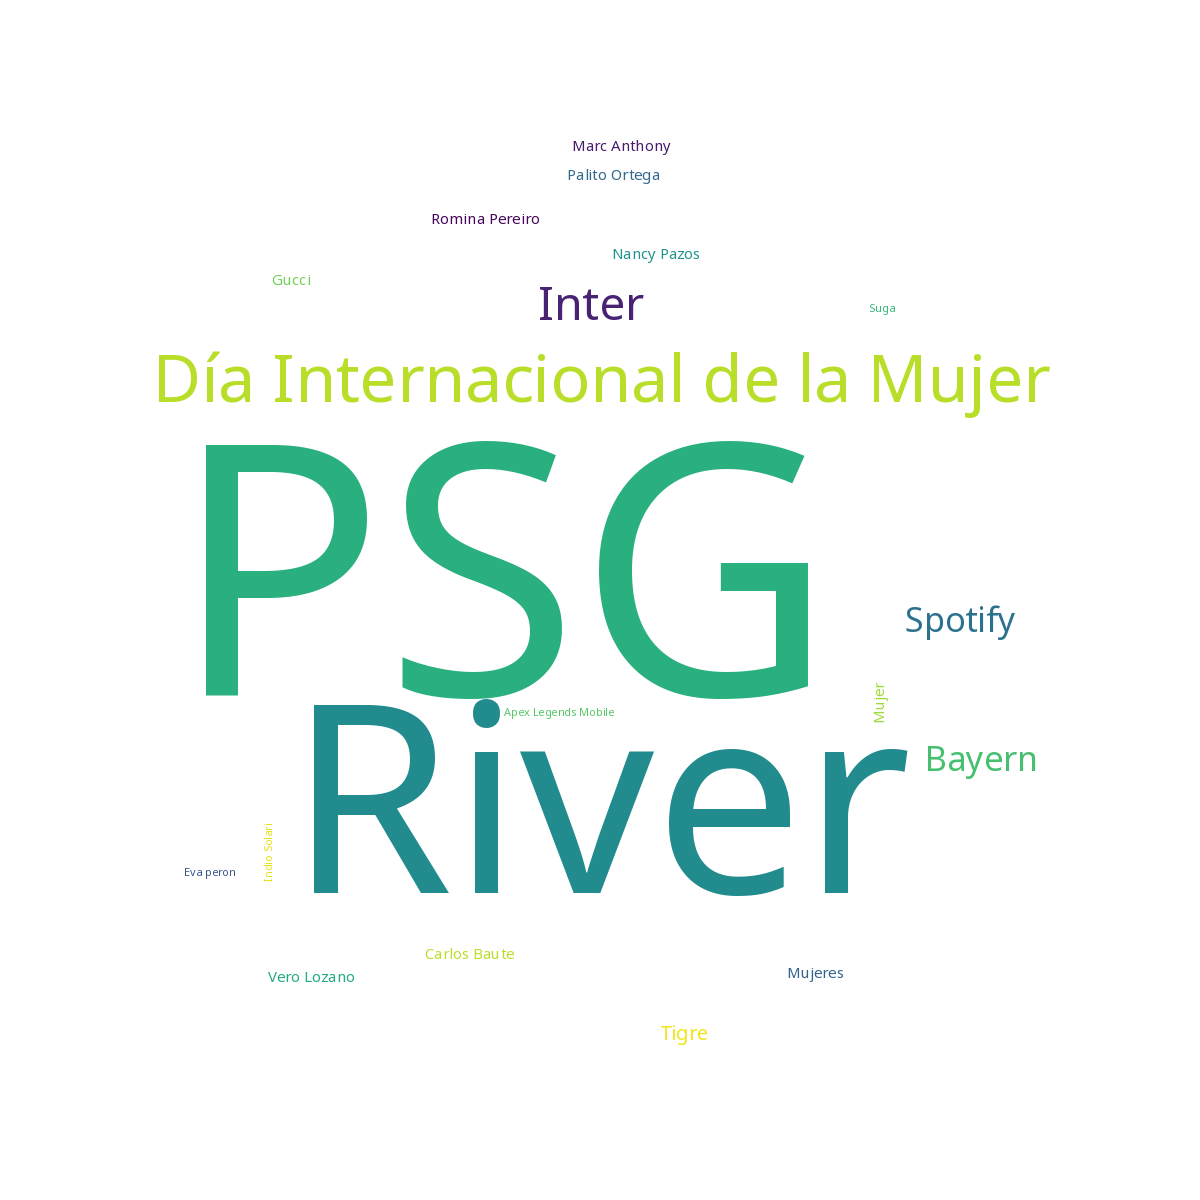 Marc Anthony
Palito Ortega
Romina Pereiro
Nancy Pazos
Gucci
Inter
Suga
Día Internacional de la Mujer
PSG
Spotify
Mujer
Apex Legends Mobile
River
Bayern
Indio Solari
Eva peron
Carlos Baute
Vero Lozano
Mujeres
Tigre